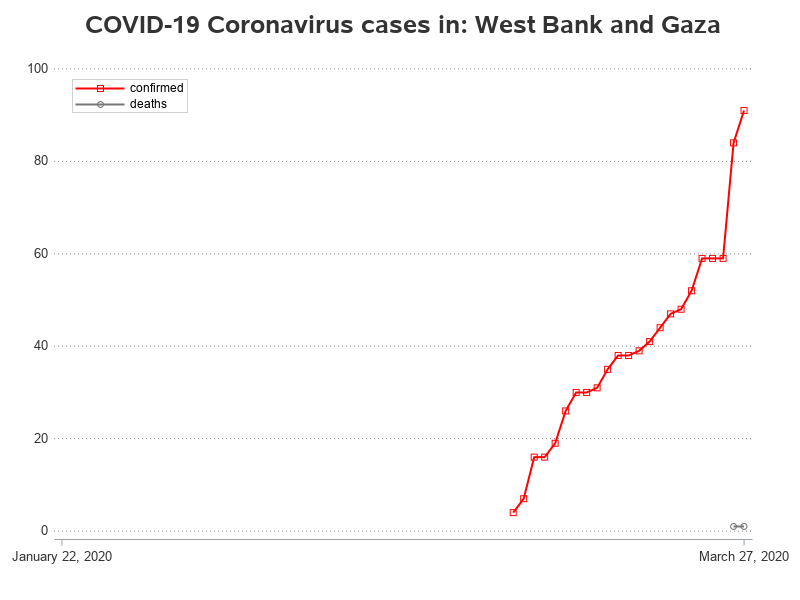 COVID-19 Coronavirus cases in: West Bank and Gaza
100
confirmed
deaths
80
60
40
20
0
January 22, 2020
March 27, 2020